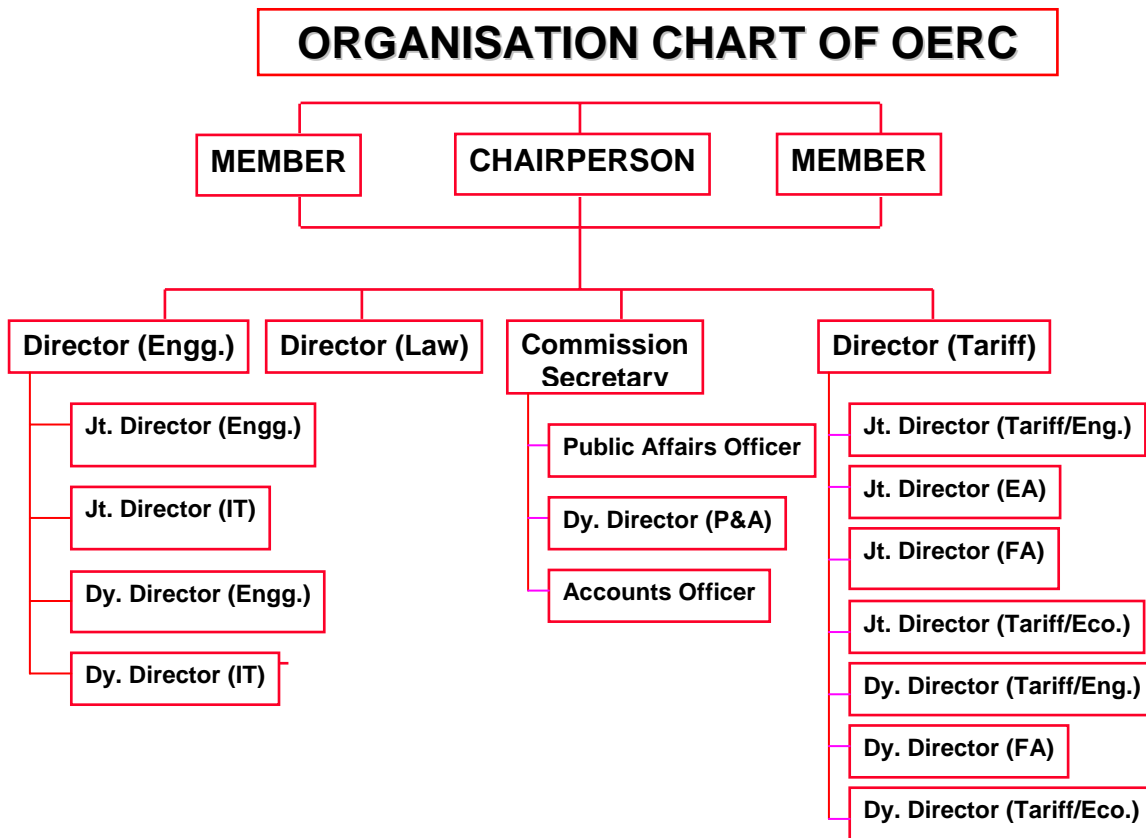 ORGANISATION CHART OF OERC
MEMBER
CHAIRPERSON
MEMBER
Director (Engg.)
Director (Law)
Commission
Secretary
Director (Tariff)
Jt. Director (Engg.)
Jt. Director (IT)
Dy. Director (Engg.)
Dy. Director (IT)
Public Affairs Officer
Dy. Director (P&A)
Accounts Officer
Jt. Director (Tariff/Eng.)
Jt. Director (EA)
Jt. Director (FA)
Jt. Director (Tariff/Eco.)
Dy. Director (Tariff/Eng.)
Dy. Director (FA)
Dy. Director (Tariff/Eco.)